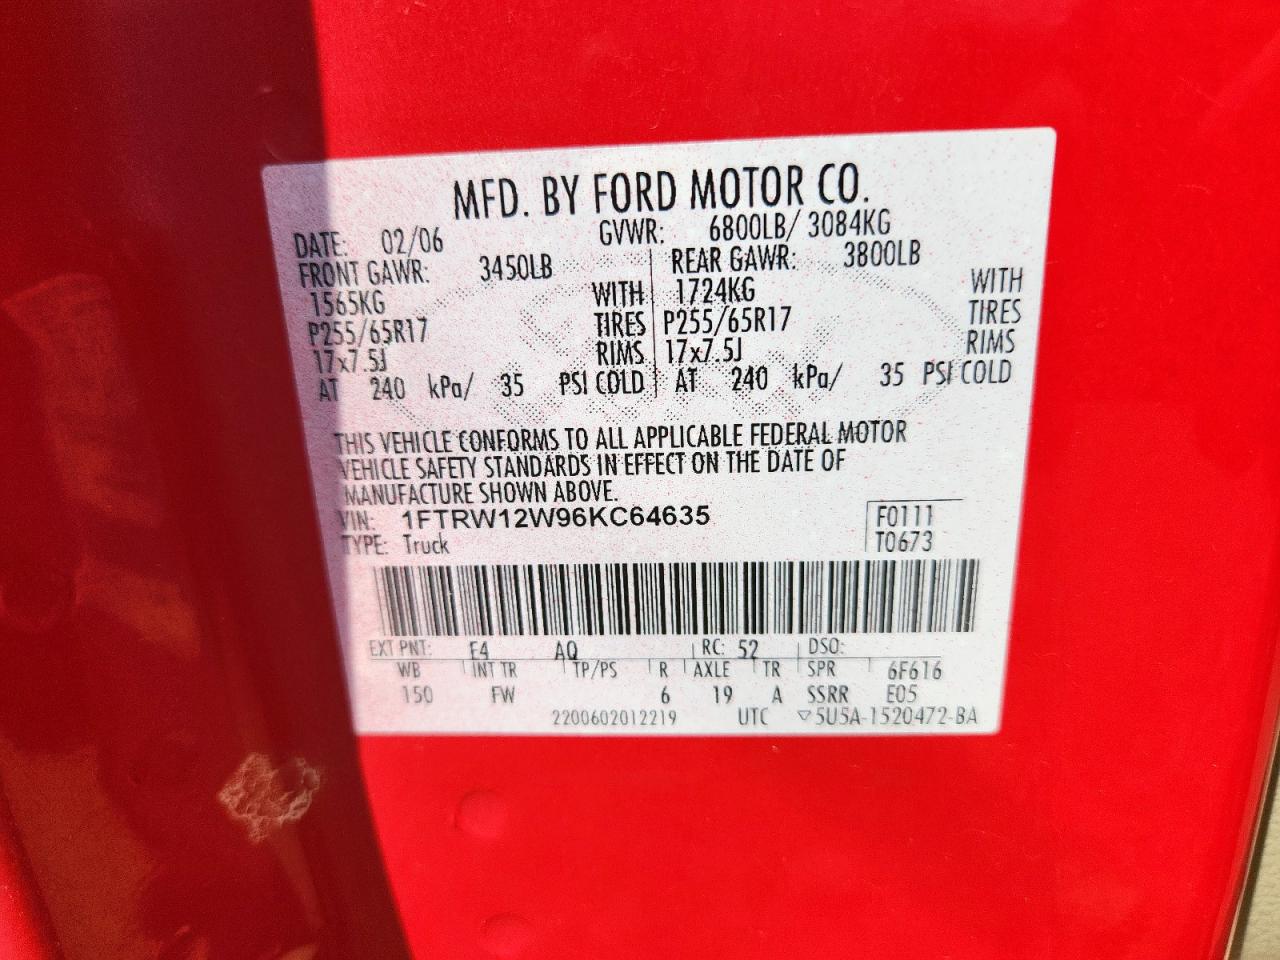 MFD. BY FORD MOTOR CO.
DATE: 02/06 GVWR: 6800LB/ 3084KG
FRONT GAWR: 3450LB REAR GAWR: 3800LB
1565KG WITH 1724KG WITH
P255/65R17 TIRES P255/65R17 TIRES
17x7.5J RIMS 17x7.5J RIMS
AT 240 kPa/ 35 PSI COLD AT 240 kPa/ 35 PSI COLD
THIS VEHICLE CONFORMS TO ALL APPLICABLE FEDERAL MOTOR
VEHICLE SAFETY STANDARDS IN EFFECT ON THE DATE OF
MANUFACTURE SHOWN ABOVE.
VIN: 1FTRW12W96KC64635 F0111
TYPE: Truck T0673
EXT PNT: E4 AQ RC: 52 DSO:
WB INT TR TP/PS R AXLE TR SPR 6F616
150 FW 6 19 A SSRR E05
2200602012219 UTC ▽5U5A-1520472-BA